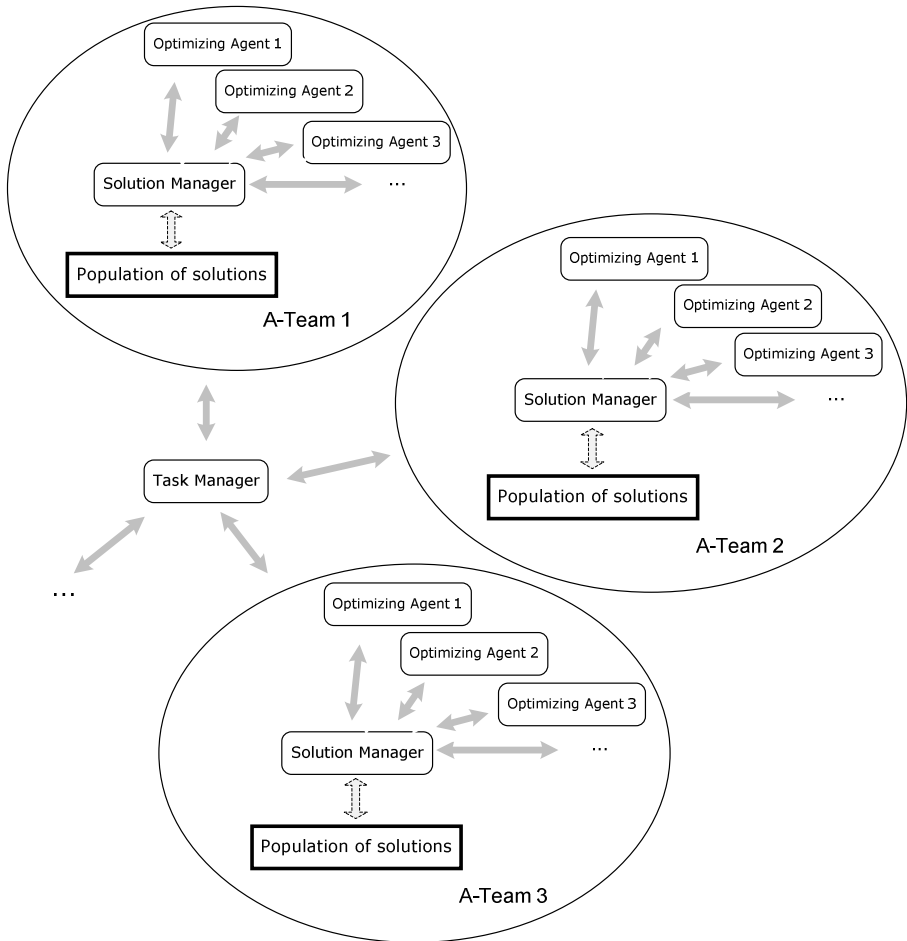 Optimizing Agent 1
Optimizing Agent 2
Optimizing Agent 3
Solution Manager
...
Population of solutions
A-Team 1
Optimizing Agent 1
Optimizing Agent 2
Optimizing Agent 3
Solution Manager
...
Population of solutions
A-Team 2
Task Manager
...
Optimizing Agent 1
Optimizing Agent 2
Optimizing Agent 3
Solution Manager
...
Population of solutions
A-Team 3